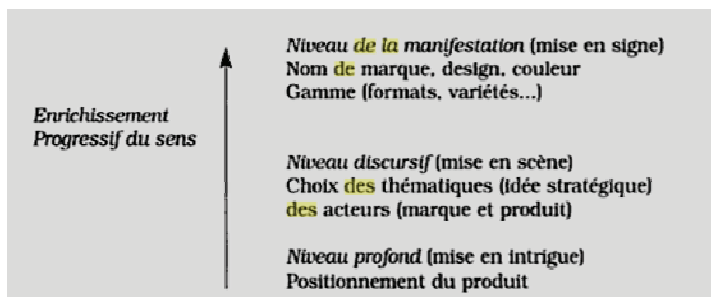 Niveau de la manifestation (mise en signe)
Nom de marque, design, couleur
Gamme (formats, variétés...)
Enrichissement
Progressif du sens
Niveau discursif (mise en scène)
Choix des thématiques (idée stratégique)
des acteurs (marque et produit)
Niveau profond (mise en intrigue)
Positionnement du produit